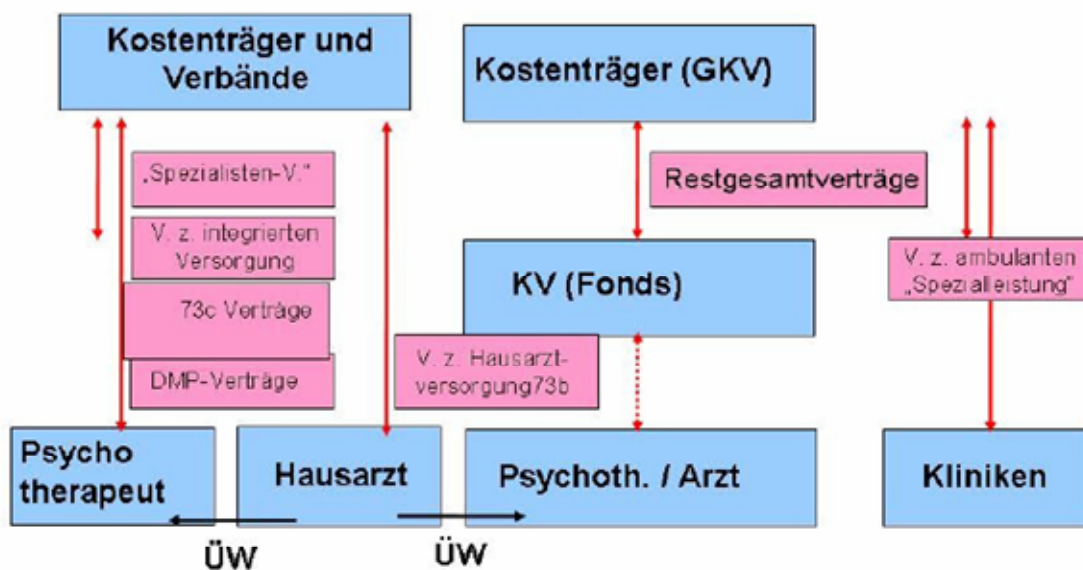 Kostenträger und
Verbände
Kostenträger (GKV)
„Spezialisten-V."
Restgesamtverträge
V. z. integrierten
Versorgung
V. z. ambulanten
„Spezialleistung"
KV (Fonds)
73c Verträge
V. z. Hausarzt-
versorgung73b
DMP-Verträge
Psycho
therapeut
Hausarzt
Psychoth. / Arzt
Kliniken
ÜW
ÜW